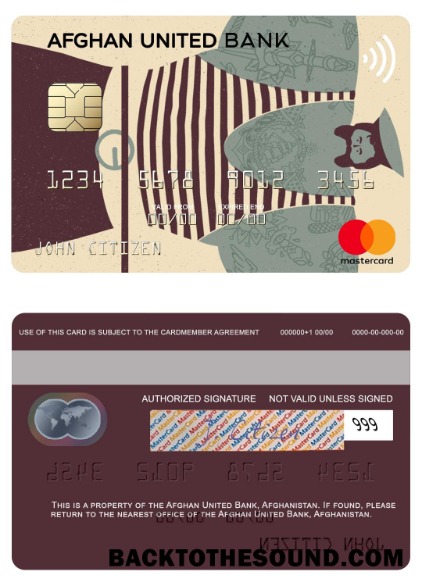 AFGHAN UNITED BANK
1234 5678 9012 3456
VALID FROM EXPIRES END
00/00 00/00
JOHN CITIZEN
mastercard
USE OF THIS CARD IS SUBJECT TO THE CARDMEMBER AGREEMENT 000000+1 00/00 0000-00-000-00
AUTHORIZED SIGNATURE NOT VALID UNLESS SIGNED
999
THIS IS A PROPERTY OF THE AFGHAN UNITED BANK, AFGHANISTAN. IF FOUND, PLEASE
RETURN TO THE NEAREST OFFICE OF THE AFGHAN UNITED BANK, AFGHANISTAN.
BACKTOTHESOUND.COM